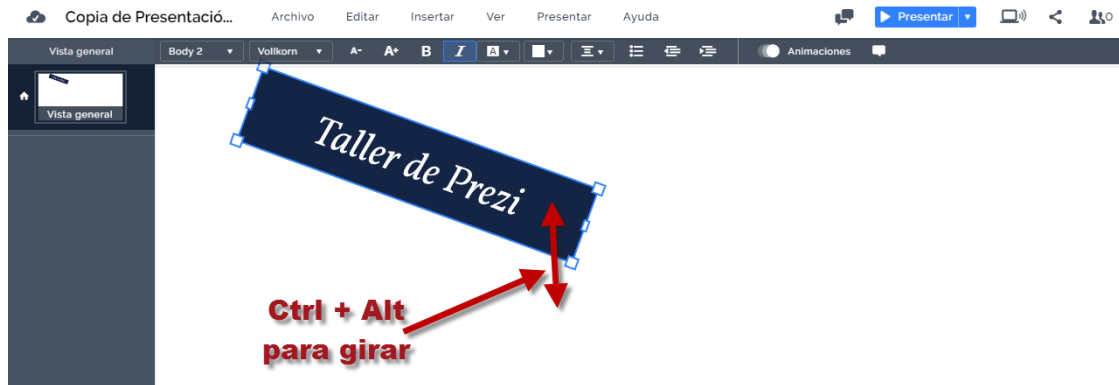 Copia de Presentació... Archivo Editar Insertar Ver Presentar Ayuda Presentar 0
Vista general Body 2 Vollkorn A- A+ B I A Animaciones
Vista general
Taller de Prezi
Ctrl + Alt
para girar